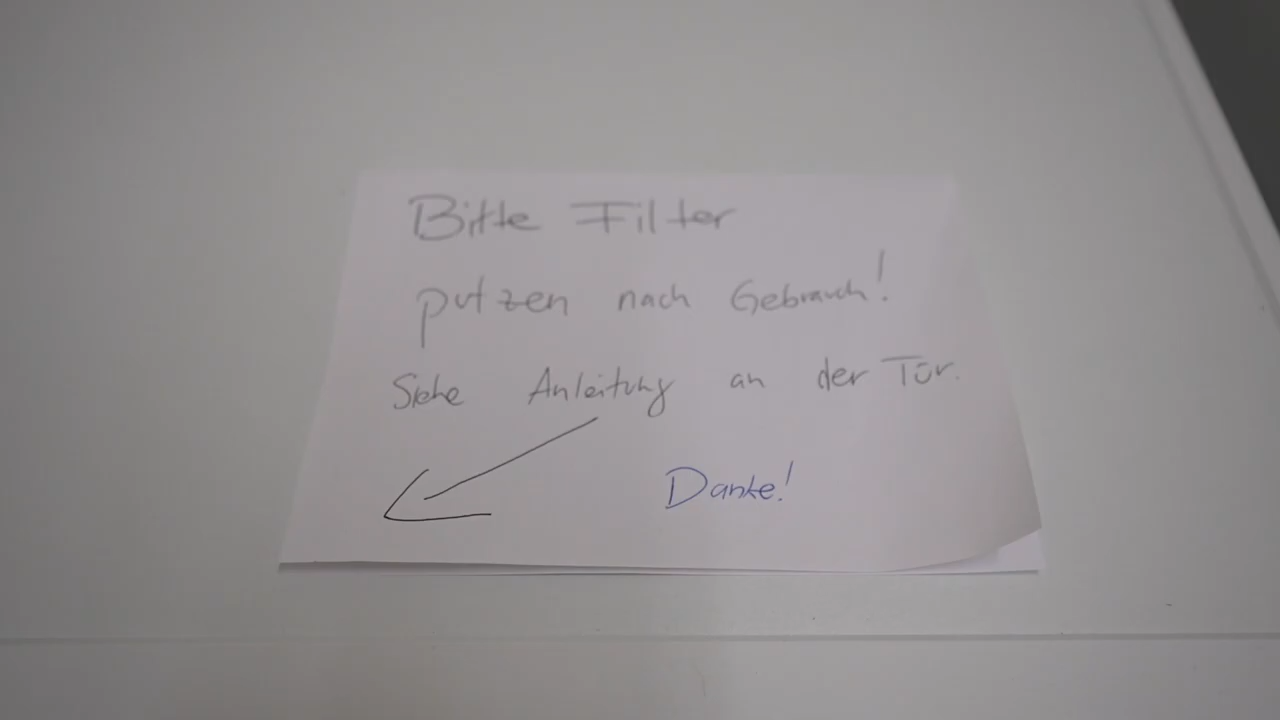 Bitte Filter
putzen nach Gebrauch!
Siehe Anleitung an der Tür.
Danke!